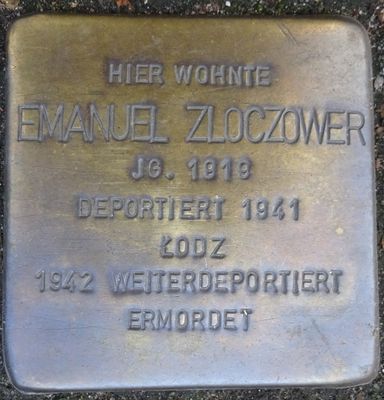 HIER WOHNTE
EMANUEL ZLOCZOWER
JG. 1919
DEPORTIERT 1941
ŁODZ
1942 WEITERDEPORTIERT
ERMORDET